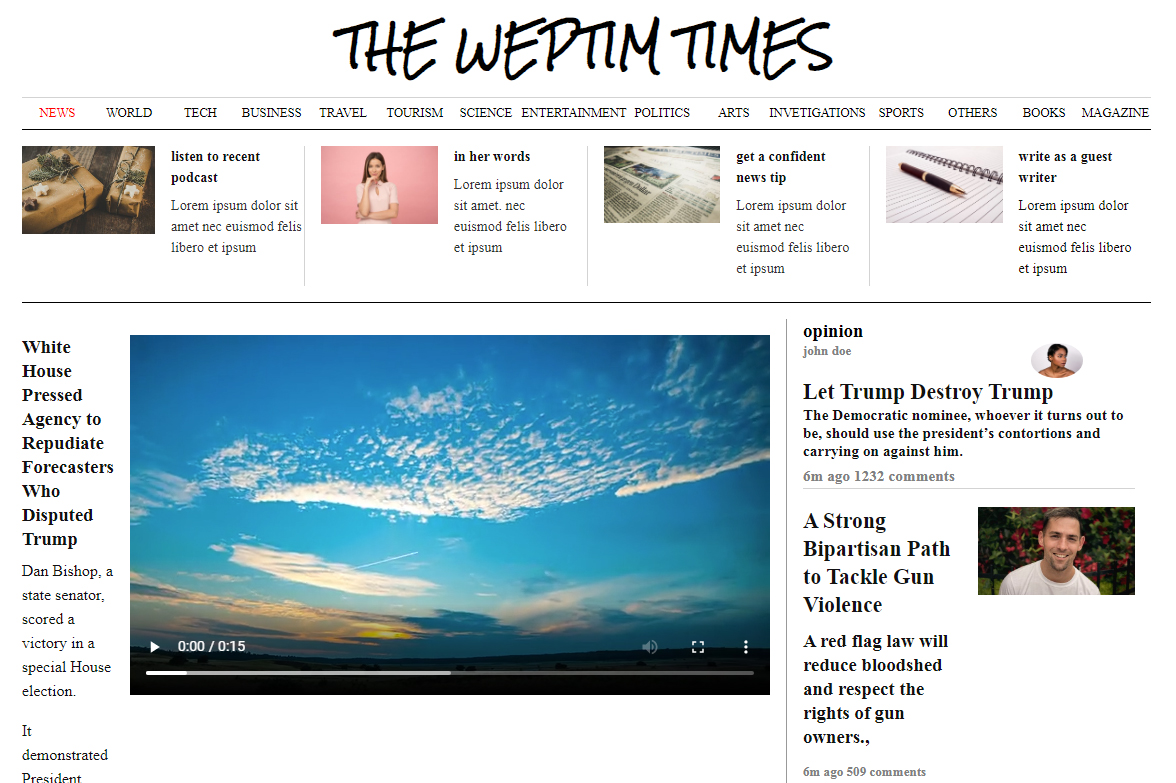 THE WEPTIM TIMES
NEWS WORLD TECH BUSINESS TRAVEL TOURISM SCIENCE ENTERTAINMENT POLITICS ARTS INVETIGATIONS SPORTS OTHERS BOOKS MAGAZINE
listen to recent
podcast
Lorem ipsum dolor sit
amet nec euismod felis
libero et ipsum
in her words
Lorem ipsum dolor
sit amet. nec
euismod felis libero
et ipsum
get a confident
news tip
Lorem ipsum dolor
sit amet nec
euismod felis libero
et ipsum
write as a guest
writer
Lorem ipsum dolor
sit amet nec
euismod felis libero
et ipsum
White
House
Pressed
Agency to
Repudiate
Forecasters
Who
Disputed
Trump
Dan Bishop, a
state senator,
scored a
victory in a
special House
election.
It
demonstrated
President
0:00 / 0:15
opinion
john doe
Let Trump Destroy Trump
The Democratic nominee, whoever it turns out to
be, should use the president’s contortions and
carrying on against him.
6m ago 1232 comments
A Strong
Bipartisan Path
to Tackle Gun
Violence
A red flag law will
reduce bloodshed
and respect the
rights of gun
owners.,
6m ago 509 comments